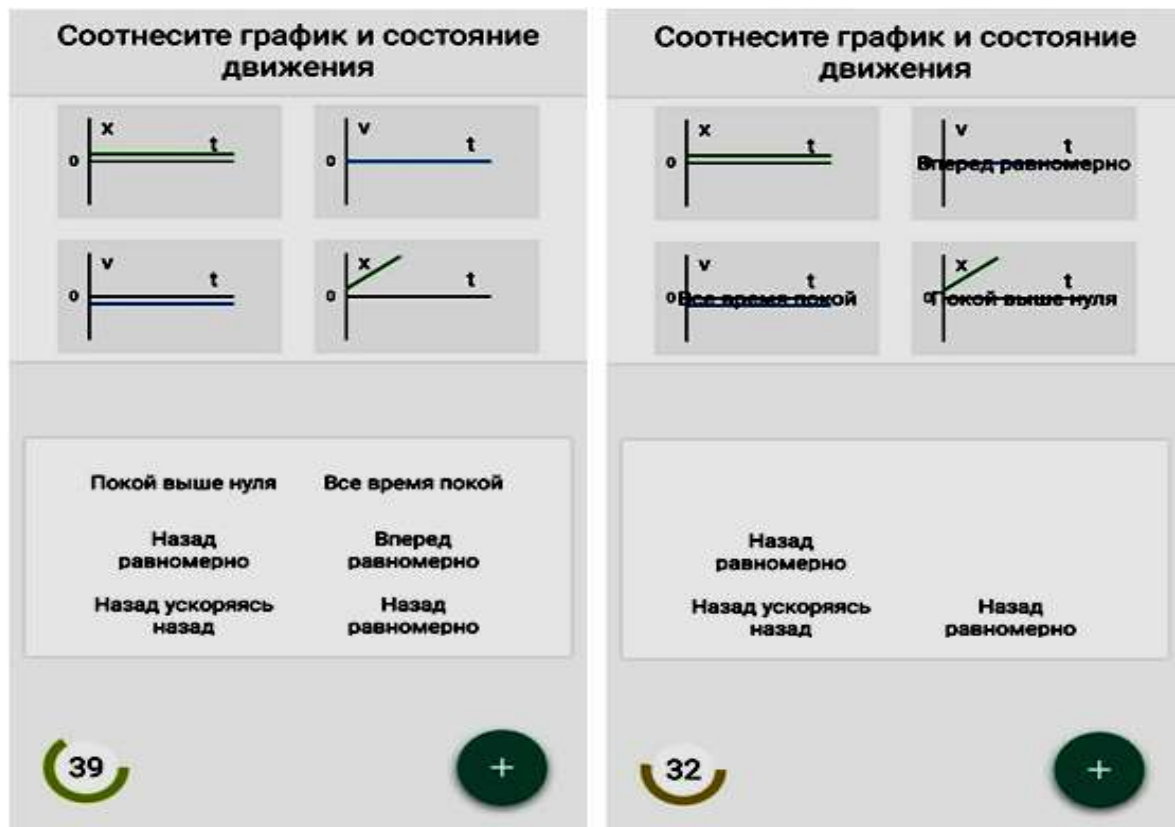 Соотнесите график и состояние
движения
x
t
0
v
t
0
v
t
0
x
t
0
Покой выше нуля
Все время покой
Назад
равномерно
Вперед
равномерно
Назад ускоряясь
назад
Назад
равномерно
39
+
Соотнесите график и состояние
движения
x
t
0
v
t
Вперед равномерно
v
t
0
Все время покой
x
t
0
Покой выше нуля
Назад
равномерно
Назад ускоряясь
назад
Назад
равномерно
32
+